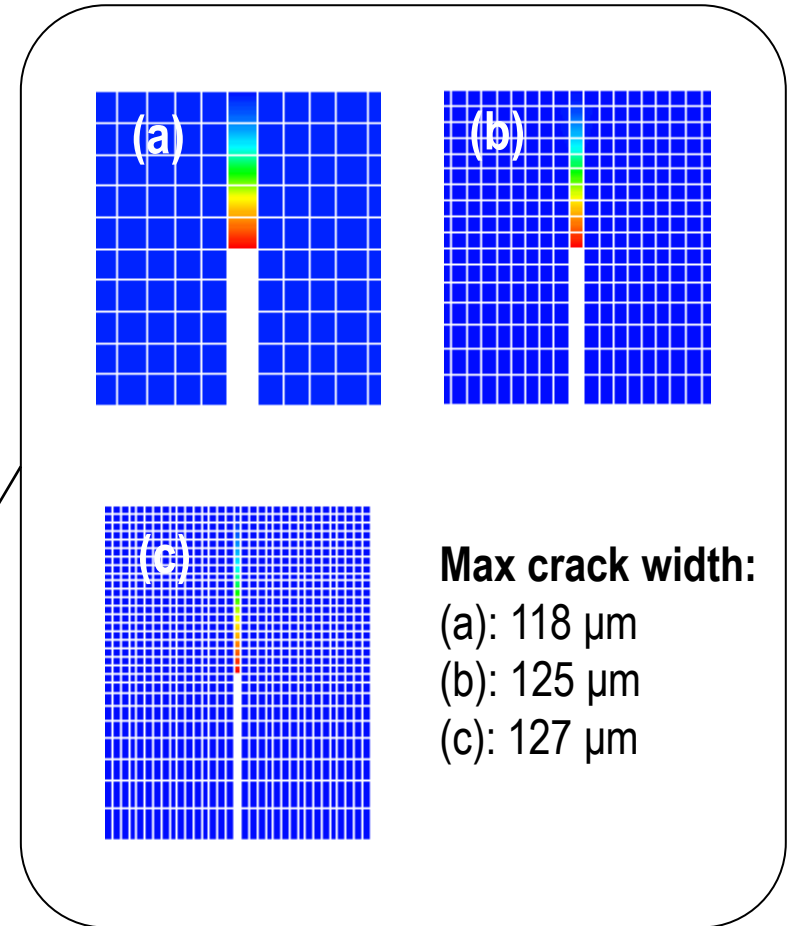 (a)
(b)
(c)
Max crack width:
(a): 118 µm
(b): 125 µm
(c): 127 µm